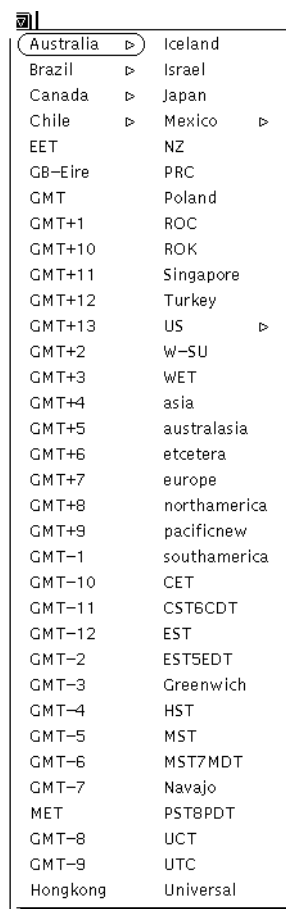 Australia
Brazil
Canada
Chile
EET
GB-Eire
GMT
GMT+1
GMT+10
GMT+11
GMT+12
GMT+13
GMT+2
GMT+3
GMT+4
GMT+5
GMT+6
GMT+7
GMT+8
GMT+9
GMT-1
GMT-10
GMT-11
GMT-12
GMT-2
GMT-3
GMT-4
GMT-5
GMT-6
GMT-7
MET
GMT-8
GMT-9
Hongkong
Iceland
Israel
Japan
Mexico
NZ
PRC
Poland
ROC
ROK
Singapore
Turkey
US
W-SU
WET
asia
australasia
etcetera
europe
northamerica
pacificnew
southamerica
CET
CST6CDT
EST
EST5EDT
Greenwich
HST
MST
MST7MDT
Navajo
PST8PDT
UCT
UTC
Universal